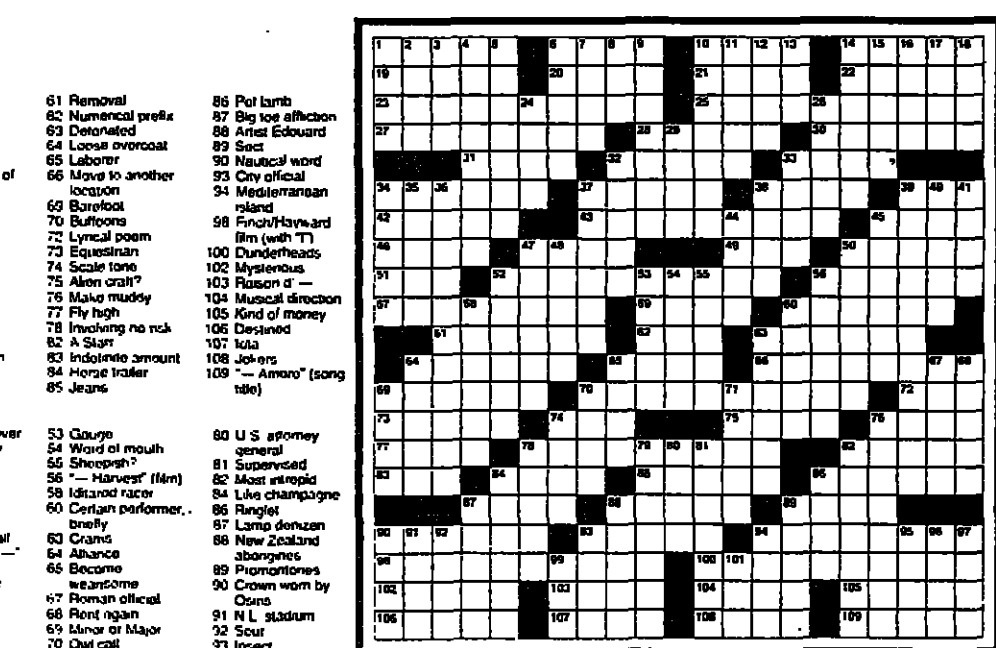 61 Removal
62 Numerical prefix
63 Detonated
64 Loose overcoat
65 Laborer
66 Move to another
location
69 Barefoot
70 Buffoons
72 Lyrical poem
73 Equestrian
74 Scale tone
75 Alien craft?
76 Make muddy
77 Fly high
78 Involving no risk
82 A Starr
83 Indefinite amount
84 Horse trailer
85 Jeans
86 Pot lamb
87 Big toe affliction
88 Artist Edouard
89 Sect
90 Nautical word
93 City official
94 Mediterranean
island
98 Finch/Hayward
film (with "I")
100 Dunderheads
102 Mysterious
103 Raison d' —
104 Musical direction
105 Kind of money
106 Destined
107 Iota
108 Jokers
109 "— Amore" (song
title)
of
53 Gouge
54 Word of mouth
55 Sheepish?
56 "— Harvest" (film)
58 Iditarod racer
60 Certain performer,
briefly
63 Crams
64 Alliance
65 Become
wearisome
67 Roman official
68 Rent again
69 Minor or Major
70 Owl call
80 U S attorney
general
81 Supervised
82 Most intrepid
84 Like champagne
86 Ringlet
87 Lamp denizen
88 New Zealand
aborigines
89 Promontories
90 Crown worn by
Osiris
91 N L stadium
92 Sour
93 Insect
1 2 3 4 5 6 7 8 9 10 11 12 13 14 15 16 17 18
19 20 21 22
23 24 25 26
27 28 29 30
31 32 33
34 35 36 37 38 39 40 41
42 43 44 45
46 47 48 49 50
51 52 53 54 55 56
57 58 59 60
61 62 63
64 65 66 67 68
69 70 71 72
73 74 75 76
77 78 79 80 81 82
83 84 85 86
87 88 89
90 91 92 93 94 95 96 97
98 99 100 101
102 103 104 105
106 107 108 109